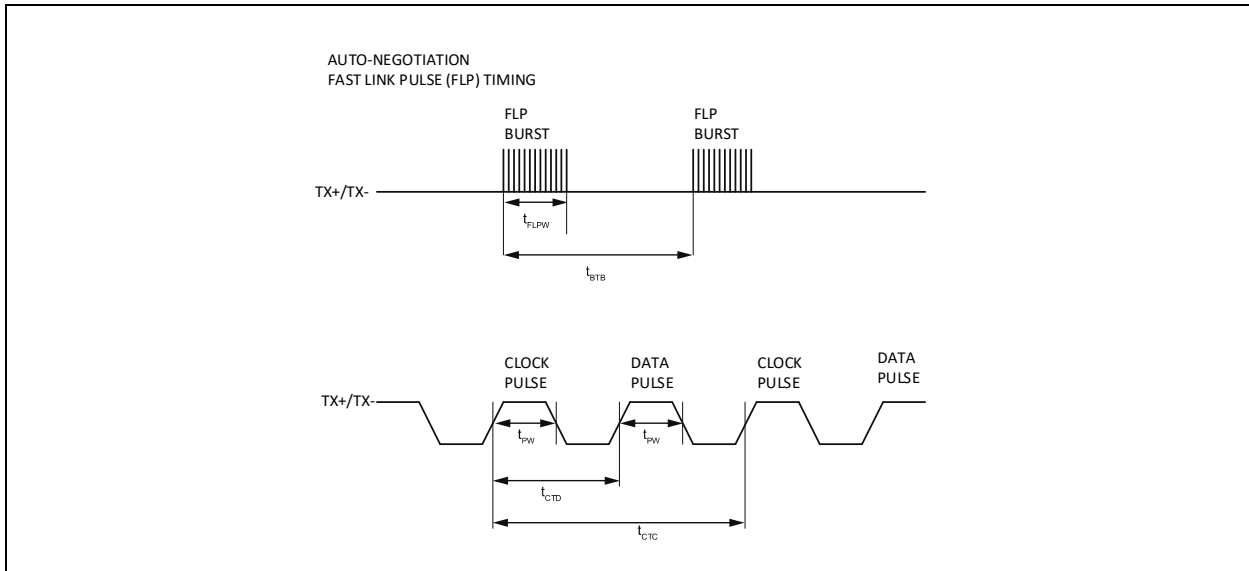 AUTO-NEGOTIATION
FAST LINK PULSE (FLP) TIMING
FLP
BURST
FLP
BURST
TX+/TX-
tFLPW
tBTB
CLOCK
PULSE
DATA
PULSE
CLOCK
PULSE
DATA
PULSE
TX+/TX-
tPW
tPW
tCTD
tCTC